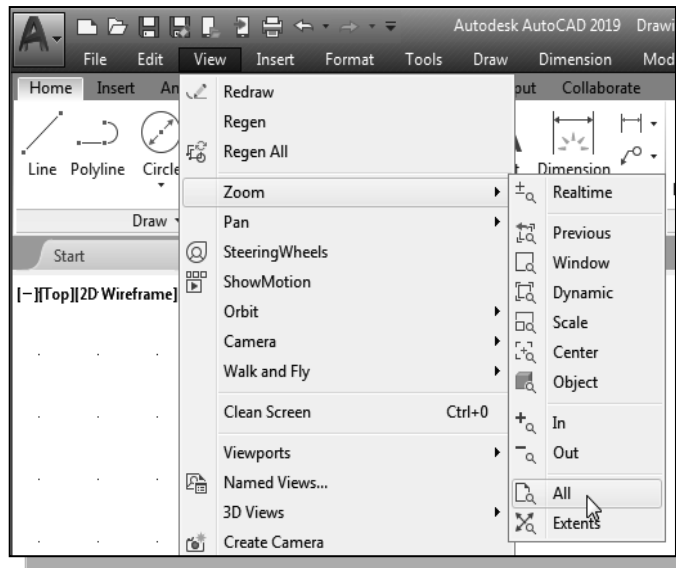 Autodesk AutoCAD 2019 Drawi
File Edit View Insert Format Tools Draw Dimension Mod
Home Insert An put Collaborate
Line Polyline Circle Dimension
Draw
Start
[−][Top][2D Wireframe]
Redraw
Regen
Regen All
Zoom
Pan
SteeringWheels
ShowMotion
Orbit
Camera
Walk and Fly
Clean Screen Ctrl+0
Viewports
Named Views...
3D Views
Create Camera
Realtime
Previous
Window
Dynamic
Scale
Center
Object
In
Out
All
Extents